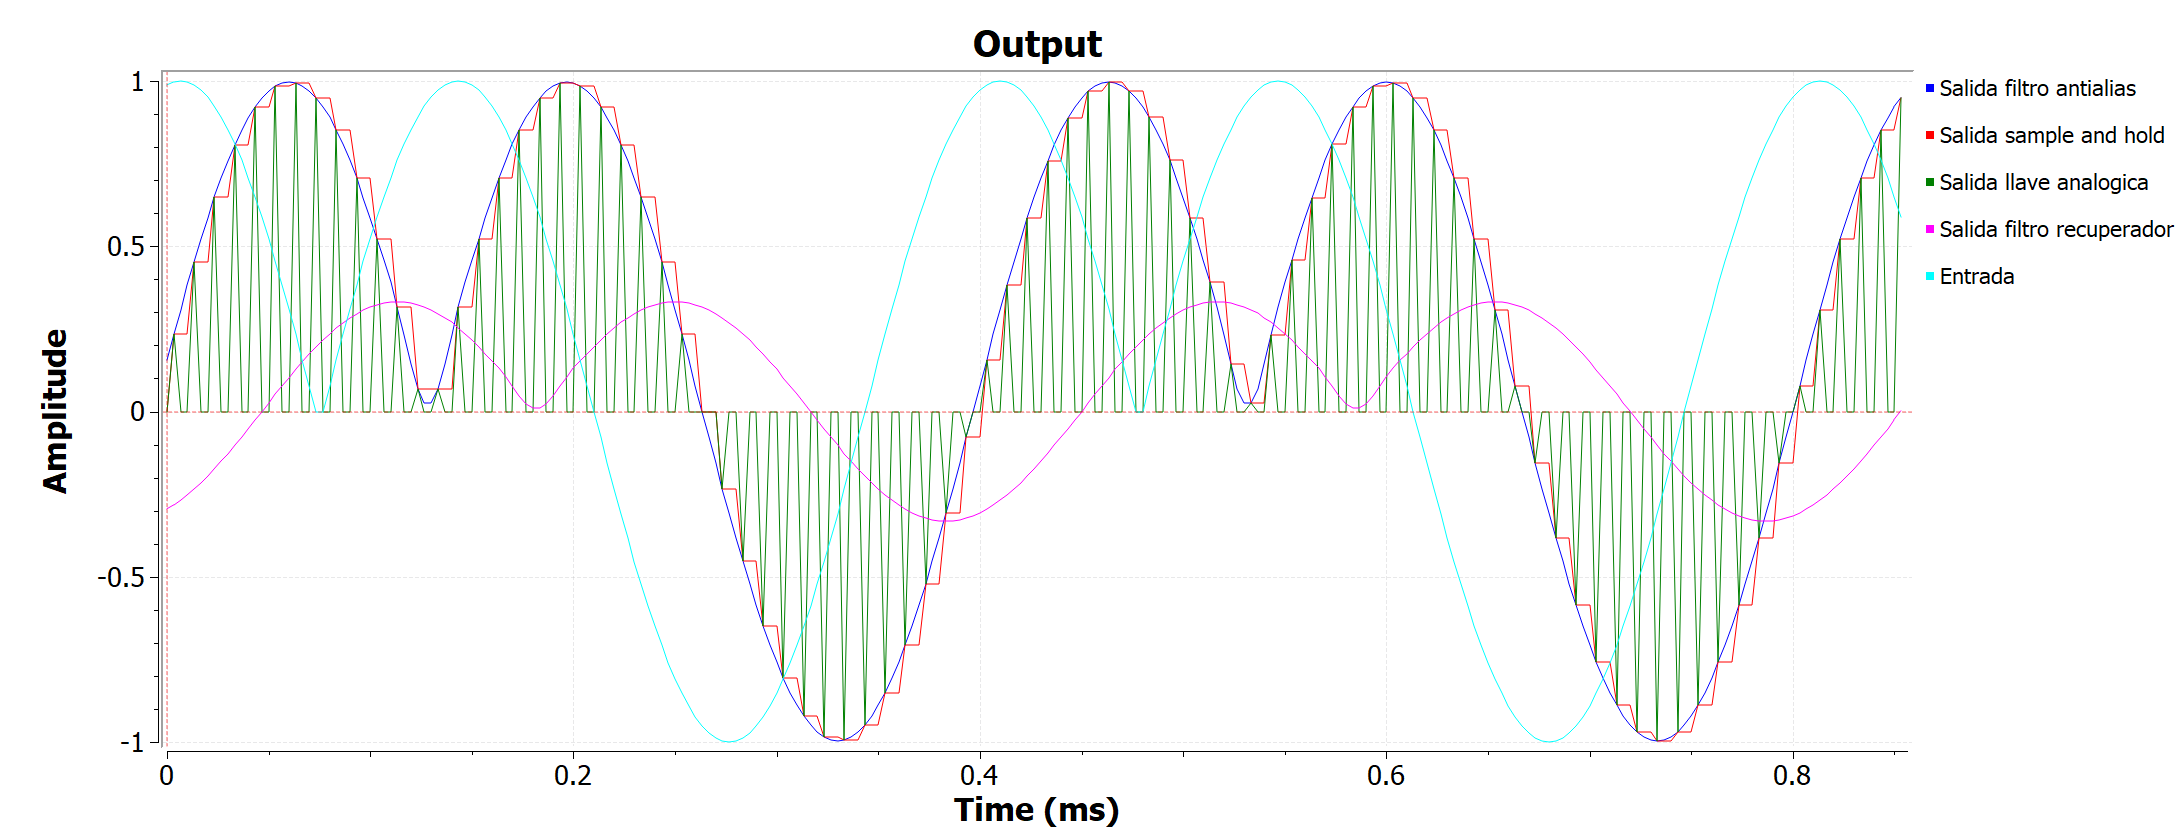 Output
Salida filtro antialias
Salida sample and hold
Salida llave analogica
Salida filtro recuperador
Entrada
Amplitude
1
0.5
0
-0.5
-1
0 0.2 0.4 0.6 0.8
Time (ms)